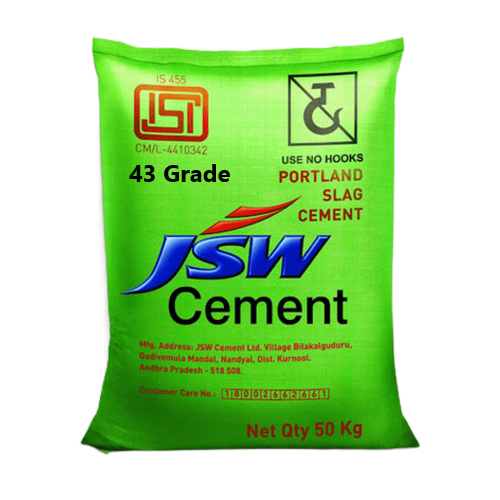 IS 455
ISI
CM/L-4410342
43 Grade
USE NO HOOKS
PORTLAND
SLAG
CEMENT
JSW
Cement
Mfg. Address: JSW Cement Ltd. Village Bilakalguduru,
Gadivemula Mandal, Nandyal, Dist. Kurnool.
Andhra Pradesh - 518 508.
Customer Care No.: 18002662661
Net Qty 50 Kg